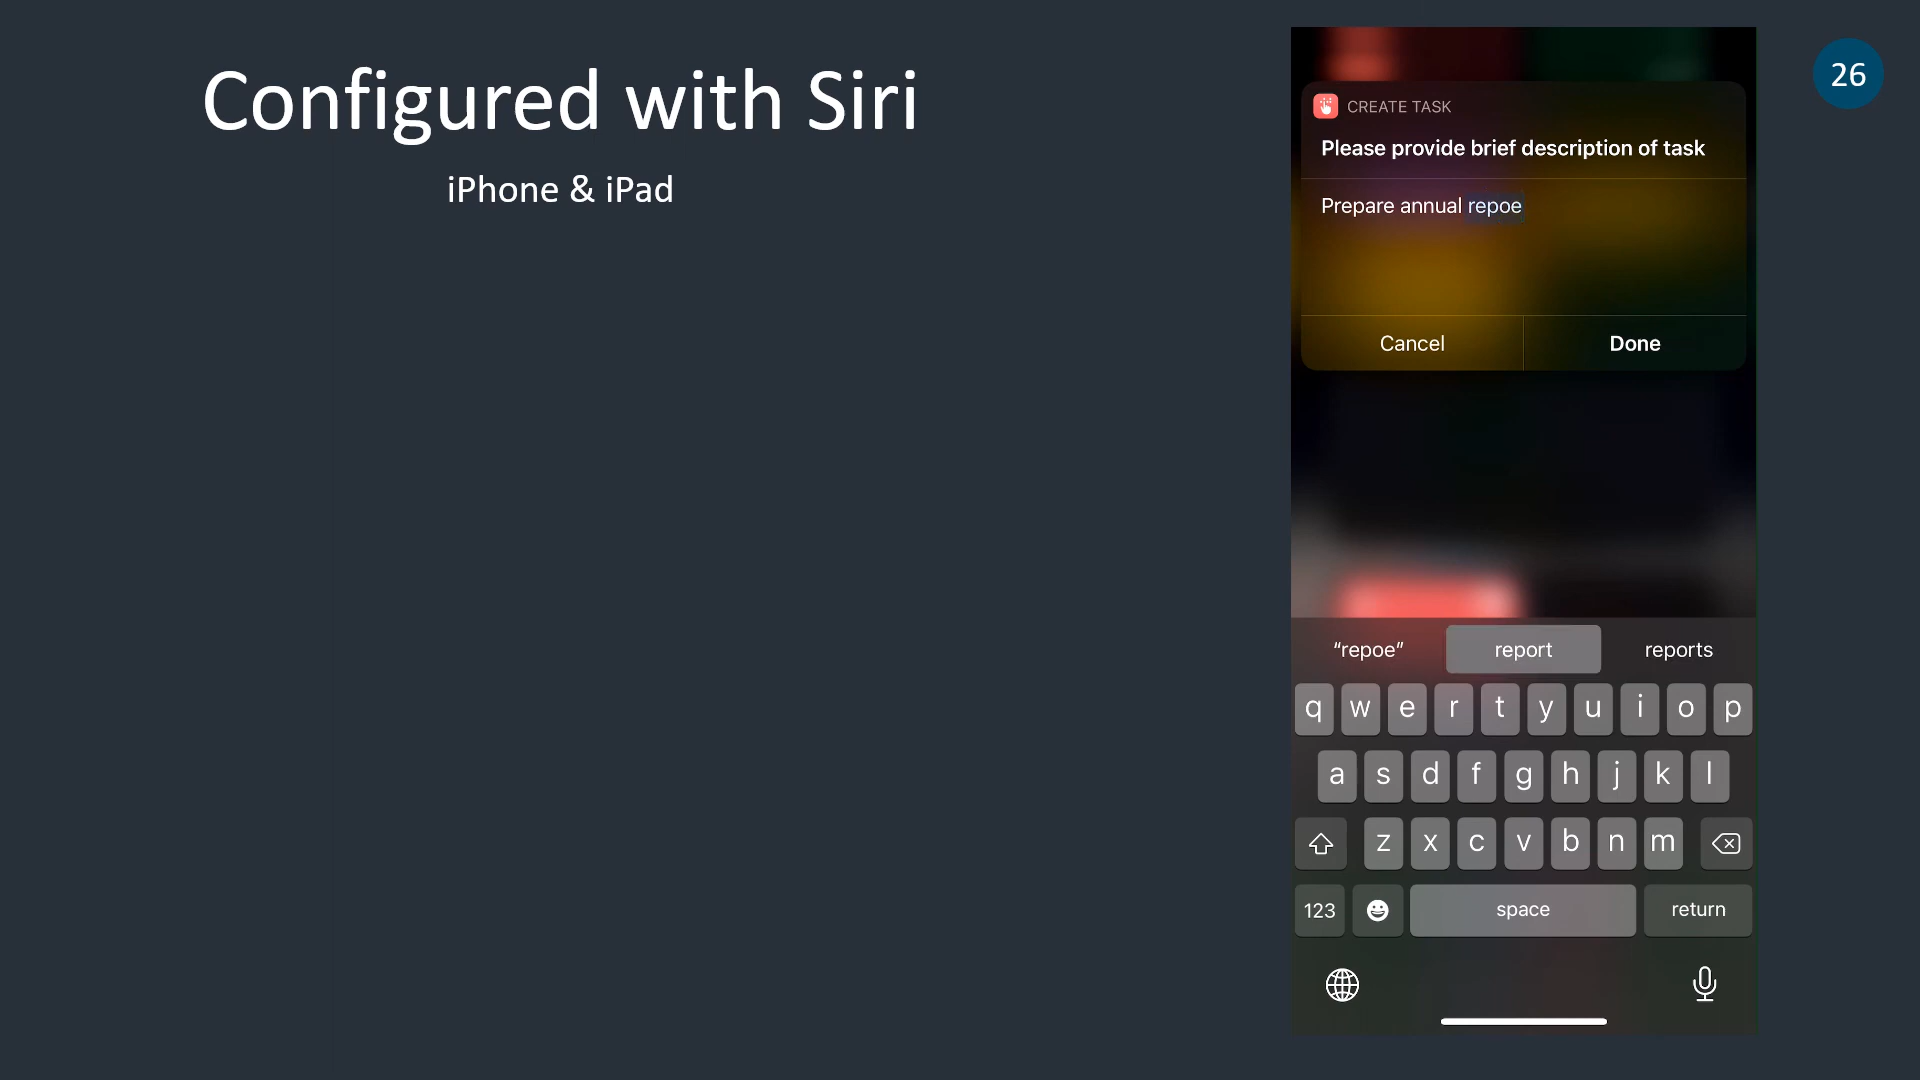 Configured with Siri
iPhone & iPad
26
CREATE TASK
Please provide brief description of task
Prepare annual repoe
Cancel
Done
“repoe” report reports
q w e r t y u i o p
a s d f g h j k l
z x c v b n m
123 space return